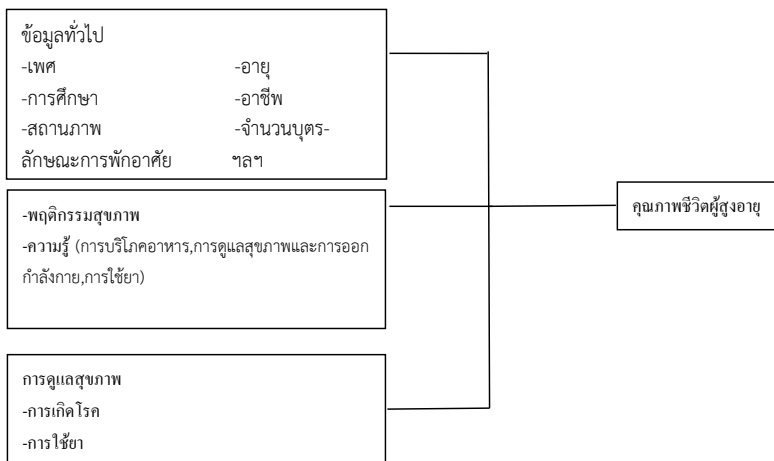 ข้อมูลทั่วไป
-เพศ -อายุ
-การศึกษา -อาชีพ
-สถานภาพ -จำนวนบุตร-
ลักษณะการพักอาศัย ฯลฯ
-พฤติกรรมสุขภาพ
-ความรู้ (การบริโภคอาหาร,การดูแลสุขภาพและการออก
กำลังกาย,การใช้ยา)
คุณภาพชีวิตผู้สูงอายุ
การดูแลสุขภาพ
-การเกิดโรค
-การใช้ยา